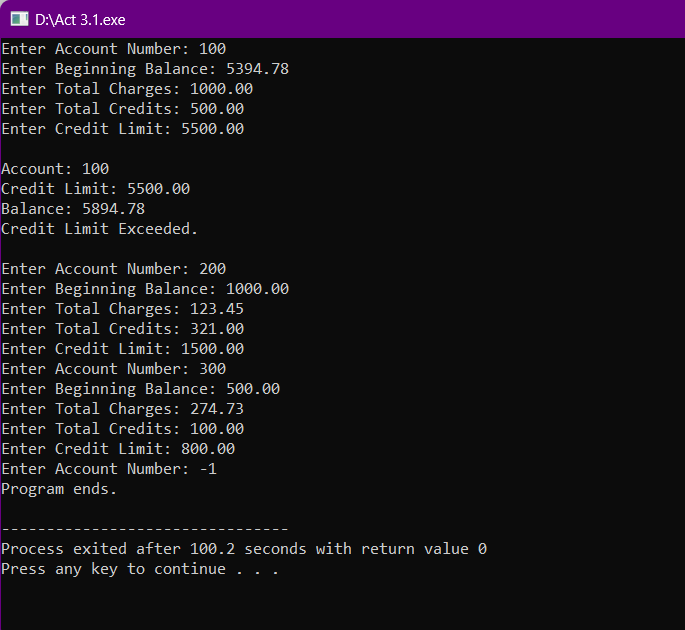 D:\Act 3.1.exe
Enter Account Number: 100
Enter Beginning Balance: 5394.78
Enter Total Charges: 1000.00
Enter Total Credits: 500.00
Enter Credit Limit: 5500.00

Account: 100
Credit Limit: 5500.00
Balance: 5894.78
Credit Limit Exceeded.

Enter Account Number: 200
Enter Beginning Balance: 1000.00
Enter Total Charges: 123.45
Enter Total Credits: 321.00
Enter Credit Limit: 1500.00
Enter Account Number: 300
Enter Beginning Balance: 500.00
Enter Total Charges: 274.73
Enter Total Credits: 100.00
Enter Credit Limit: 800.00
Enter Account Number: -1
Program ends.

--------------------------------
Process exited after 100.2 seconds with return value 0
Press any key to continue . . .